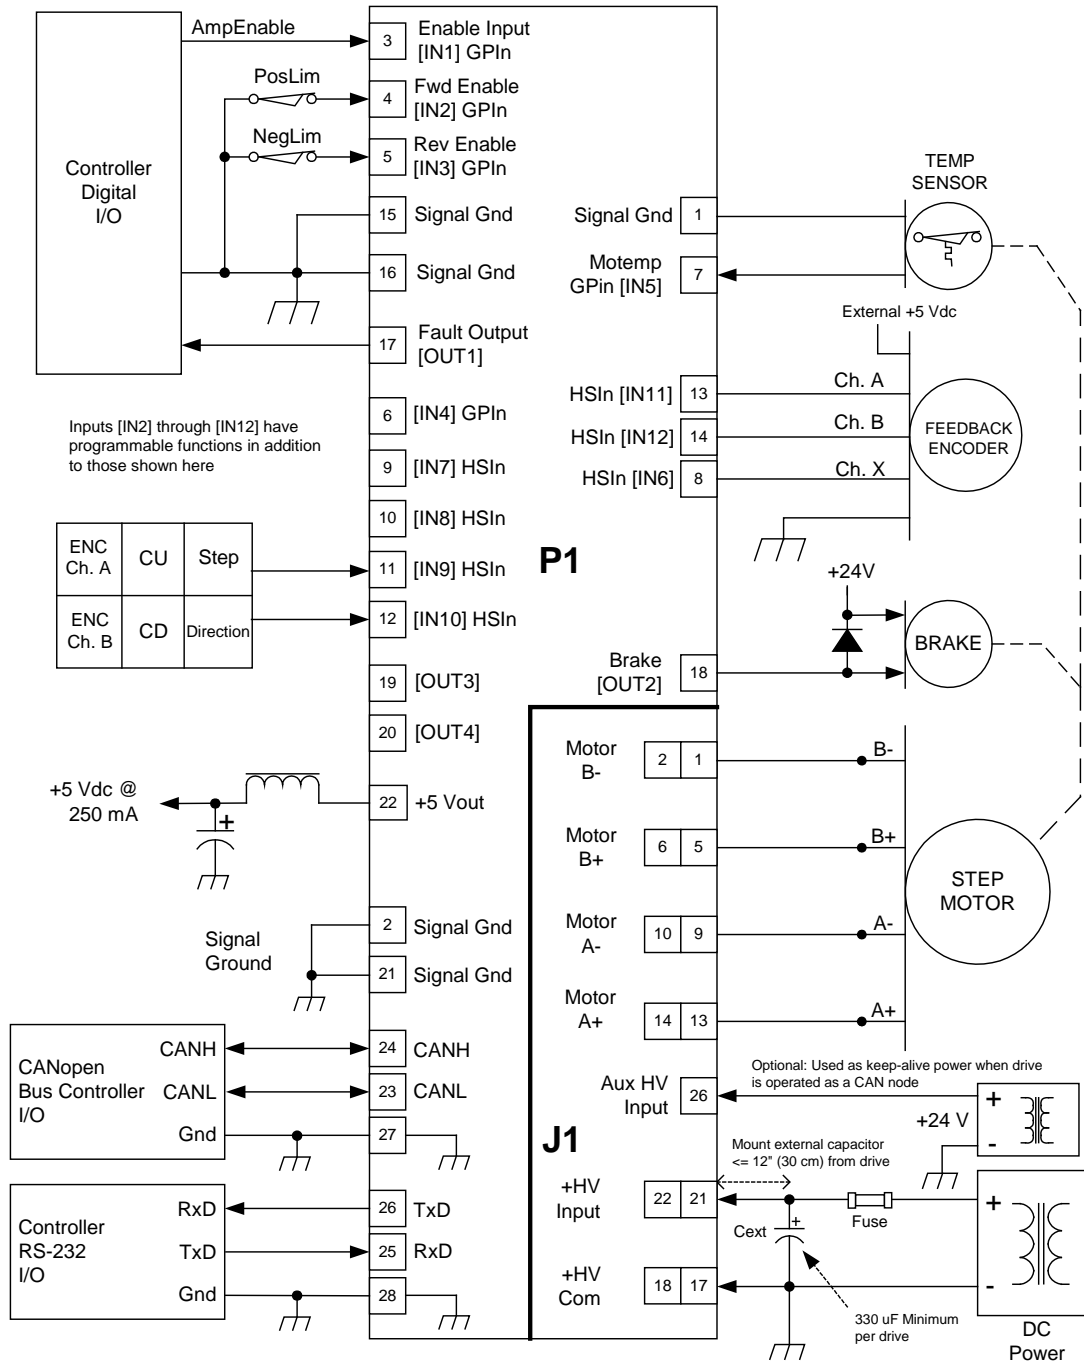 AmpEnable
3
Enable Input
[IN1] GPIn
PosLim
4
Fwd Enable
[IN2] GPIn
NegLim
5
Rev Enable
[IN3] GPIn
Controller
Digital
I/O
15
Signal Gnd
16
Signal Gnd
17
Fault Output
[OUT1]
Inputs [IN2] through [IN12] have
programmable functions in addition
to those shown here
6
[IN4] GPIn
9
[IN7] HSIn
10
[IN8] HSIn
ENC
Ch. A
CU
Step
11
[IN9] HSIn
ENC
Ch. B
CD
Direction
12
[IN10] HSIn
19
[OUT3]
20
[OUT4]
+5 Vdc @
250 mA
+
22
+5 Vout
Signal
Ground
2
Signal Gnd
21
Signal Gnd
CANopen
Bus Controller
I/O
CANH
24
CANH
CANL
23
CANL
Gnd
27
Controller
RS-232
I/O
RxD
26
TxD
TxD
25
RxD
Gnd
28
P1
TEMP
SENSOR
Signal Gnd
1
Motemp
GPin [IN5]
7
External +5 Vdc
HSIn [IN11]
13
Ch. A
HSIn [IN12]
14
Ch. B
HSIn [IN6]
8
Ch. X
FEEDBACK
ENCODER
+24V
BRAKE
Brake
[OUT2]
18
Motor
B-
2
1
B-
Motor
B+
6
5
B+
STEP
MOTOR
Motor
A-
10
9
A-
Motor
A+
14
13
A+
Optional: Used as keep-alive power when drive
is operated as a CAN node
Aux HV
Input
26
+
+24 V
-
J1
Mount external capacitor
<= 12" (30 cm) from drive
+HV
Input
22
21
Fuse
+
Cext
+
+HV
Com
18
17
-
330 uF Minimum
per drive
DC
Power